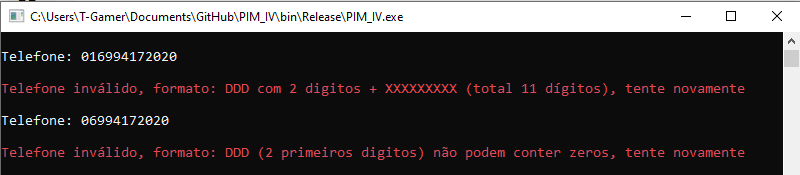 C:\Users\T-Gamer\Documents\GitHub\PIM_IV\bin\Release\PIM_IV.exe
Telefone: 016994172020
Telefone inválido, formato: DDD com 2 digitos + XXXXXXXXX (total 11 dígitos), tente novamente
Telefone: 06994172020
Telefone inválido, formato: DDD (2 primeiros digitos) não podem conter zeros, tente novamente